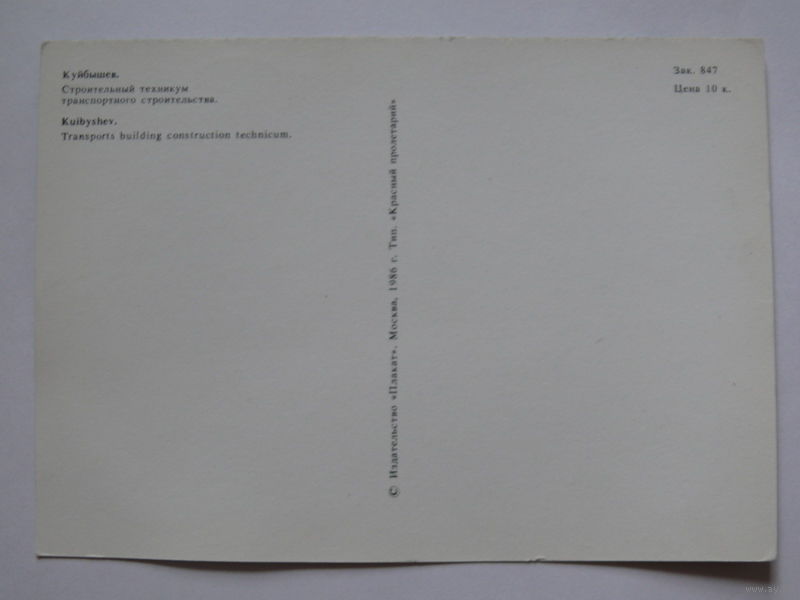 Куйбышев.
Строительный техникум
транспортного строительства.
Kuibyshev.
Transports building construction technicum.
© Издательство «Плакат». Москва, 1986 г. Тип. «Красный пролетарий»
Зак. 847
Цена 10 к.